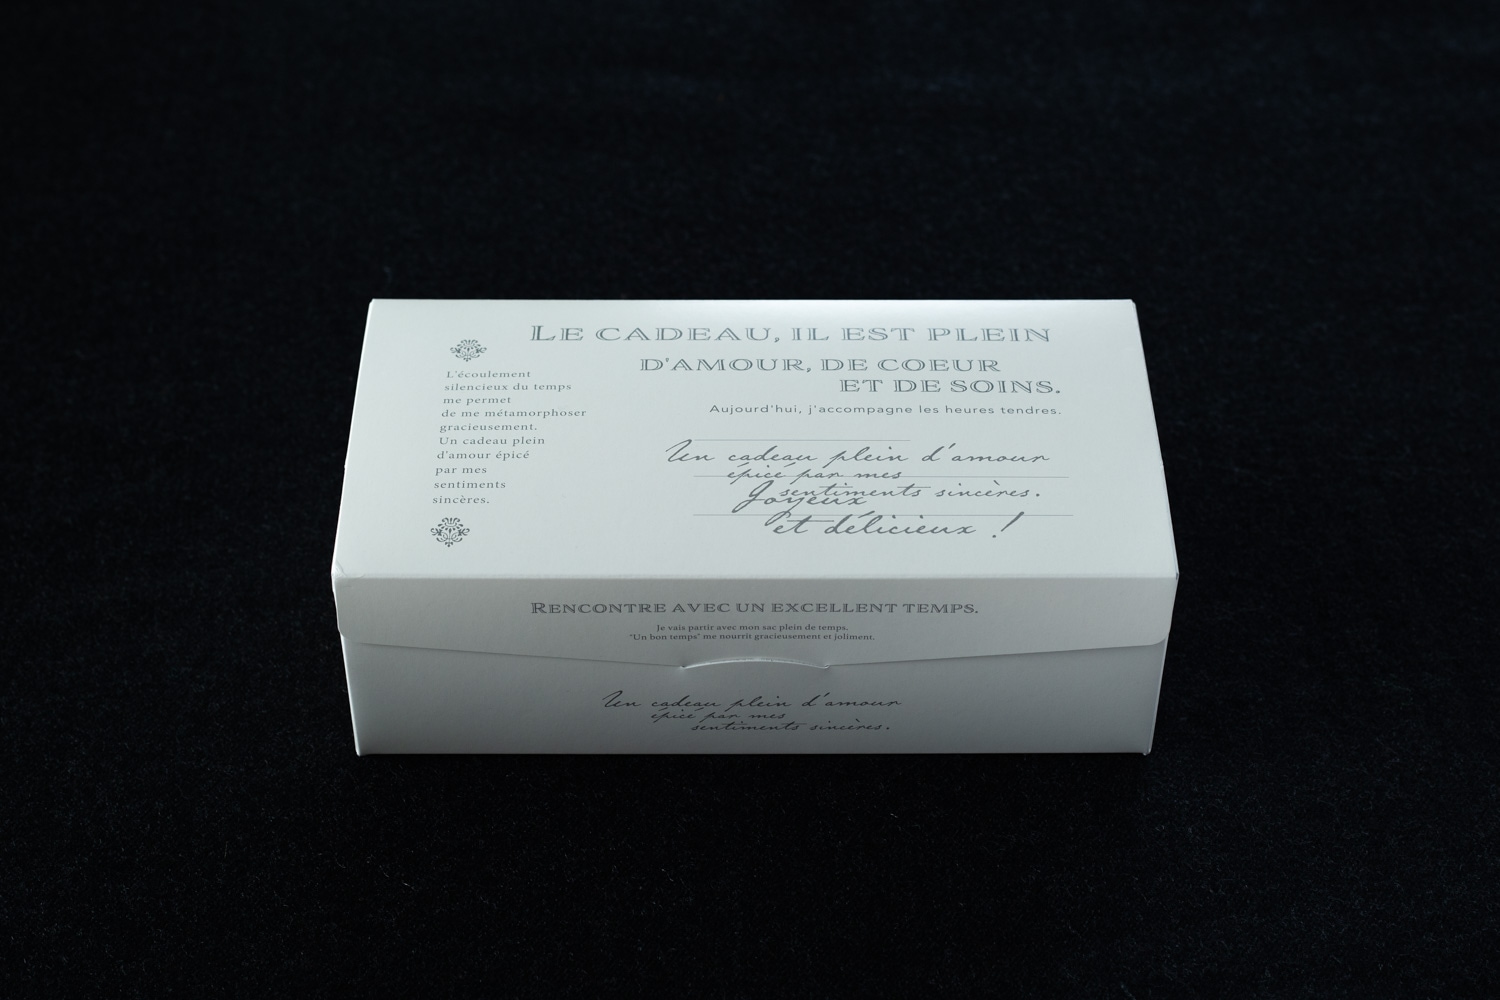 LE CADEAU, IL EST PLEIN
D'AMOUR, DE COEUR
ET DE SOINS.
Aujourd'hui, j'accompagne les heures tendres.
L'écoulement
silencieux du temps
me permet
de me métamorphoser
gracieusement.
Un cadeau plein
d'amour épicé
par mes
sentiments
sincères.
Un cadeau plein d'amour
épicé par mes
sentiments sincères.
Joyeux
et délicieux !
RENCONTRE AVEC UN EXCELLENT TEMPS.
Je vais partir avec mon sac plein de temps.
"Un bon temps" me nourrit gracieusement et joliment.
Un cadeau plein d'amour
épicé par mes
sentiments sincères.